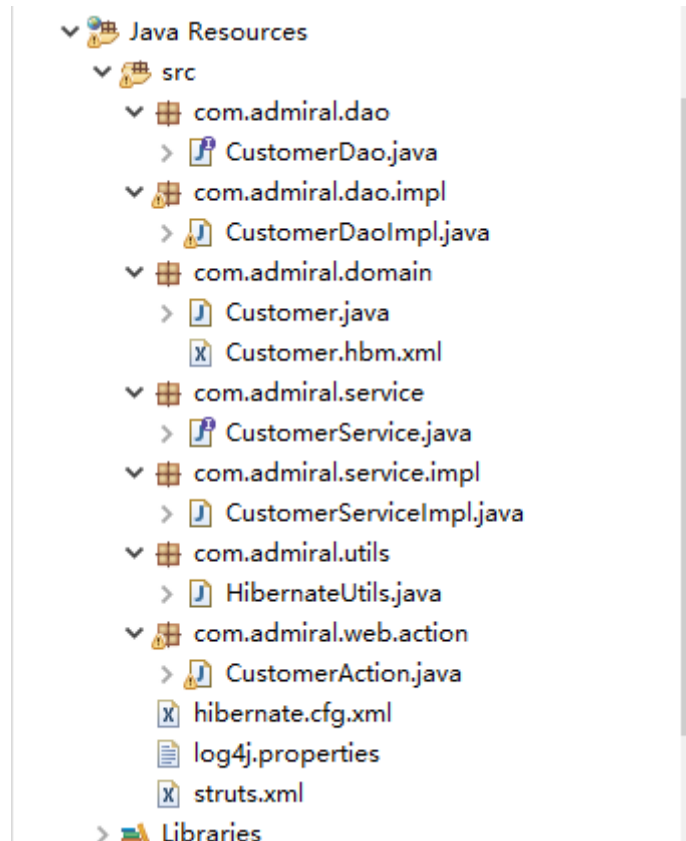 Java Resources
src
com.admiral.dao
CustomerDao.java
com.admiral.dao.impl
CustomerDaoImpl.java
com.admiral.domain
Customer.java
Customer.hbm.xml
com.admiral.service
CustomerService.java
com.admiral.service.impl
CustomerServiceImpl.java
com.admiral.utils
HibernateUtils.java
com.admiral.web.action
CustomerAction.java
hibernate.cfg.xml
log4j.properties
struts.xml
Libraries